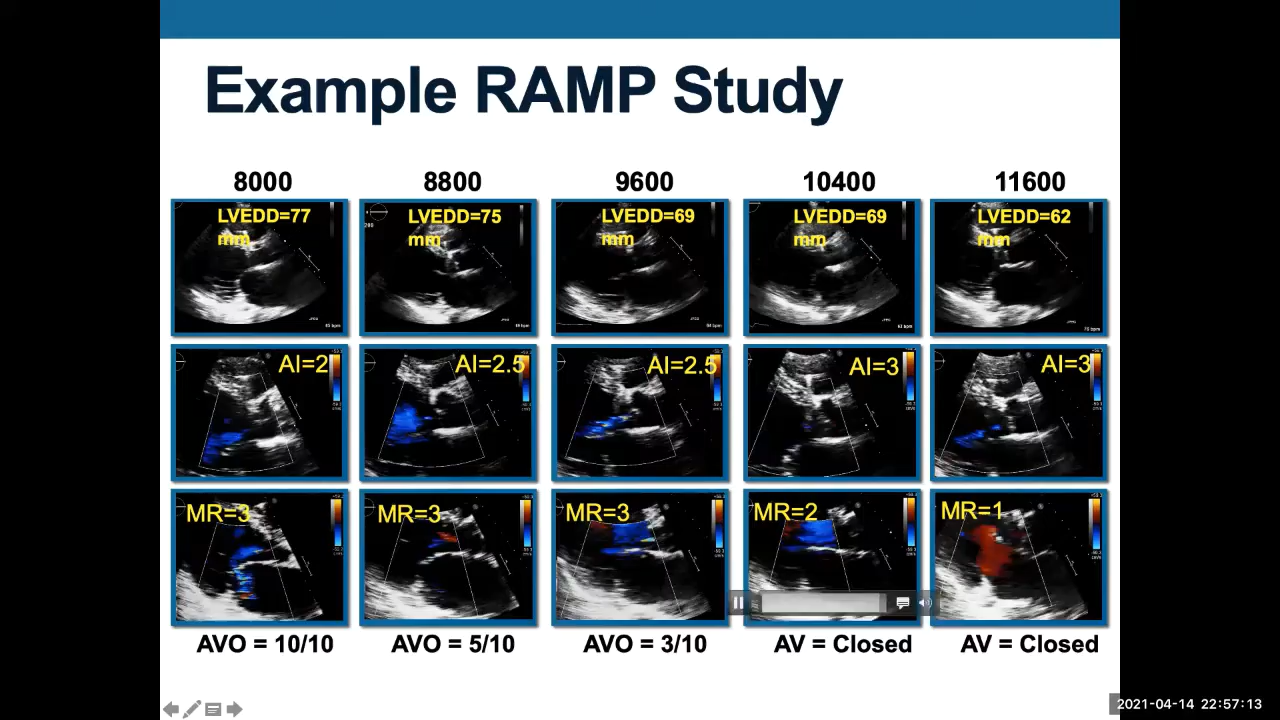 Example RAMP Study
8000 8800 9600 10400 11600
LVEDD=77 LVEDD=75 LVEDD=69 LVEDD=69 LVEDD=62
mm mm mm mm mm
AI=2 AI=2.5 AI=2.5 AI=3 AI=3
MR=3 MR=3 MR=3 MR=2 MR=1
AVO = 10/10 AVO = 5/10 AVO = 3/10 AV = Closed AV = Closed
2021-04-14 22:57:13